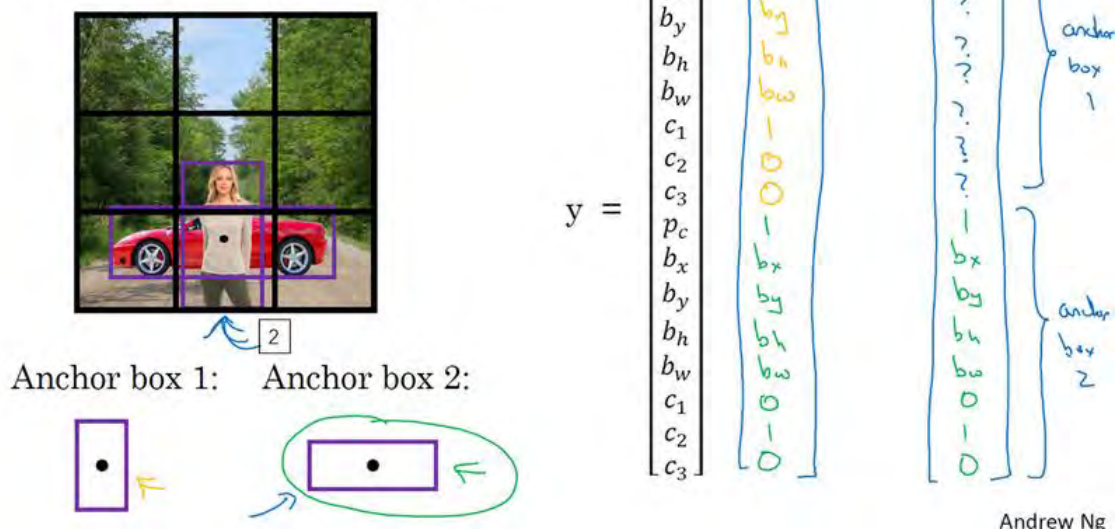 b_y by ? anchor
b_h bh ? box
b_w bw ? 1
c_1 1 ?
c_2 0 ?
c_3 0 ?
y =
p_c 1 1
b_x bx bx
b_y by by anchor
b_h bh bh box
b_w bw bw 2
c_1 0 0
c_2 1 1
c_3 0 0
2
Anchor box 1: Anchor box 2:
Andrew Ng